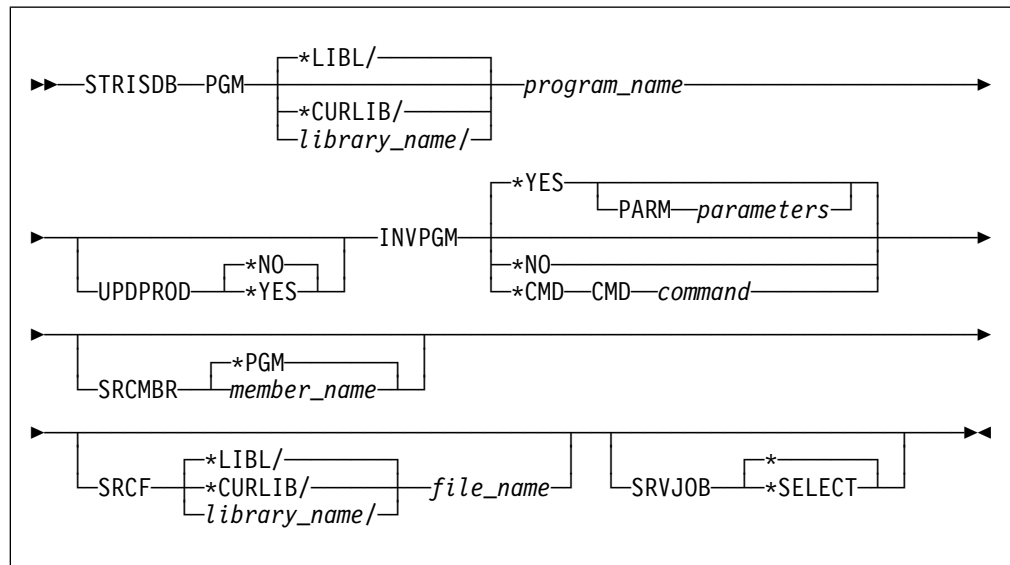 *LIBL/
STRISDB PGM program_name
*CURLIB/
library_name/
*YES
PARM parameters
INVPGM
*NO
UPDPROD *NO
*YES
*CMD CMD command
*PGM
SRCMBR member_name
*LIBL/
SRCF *CURLIB/ file_name
library_name/
*
SRVJOB *SELECT